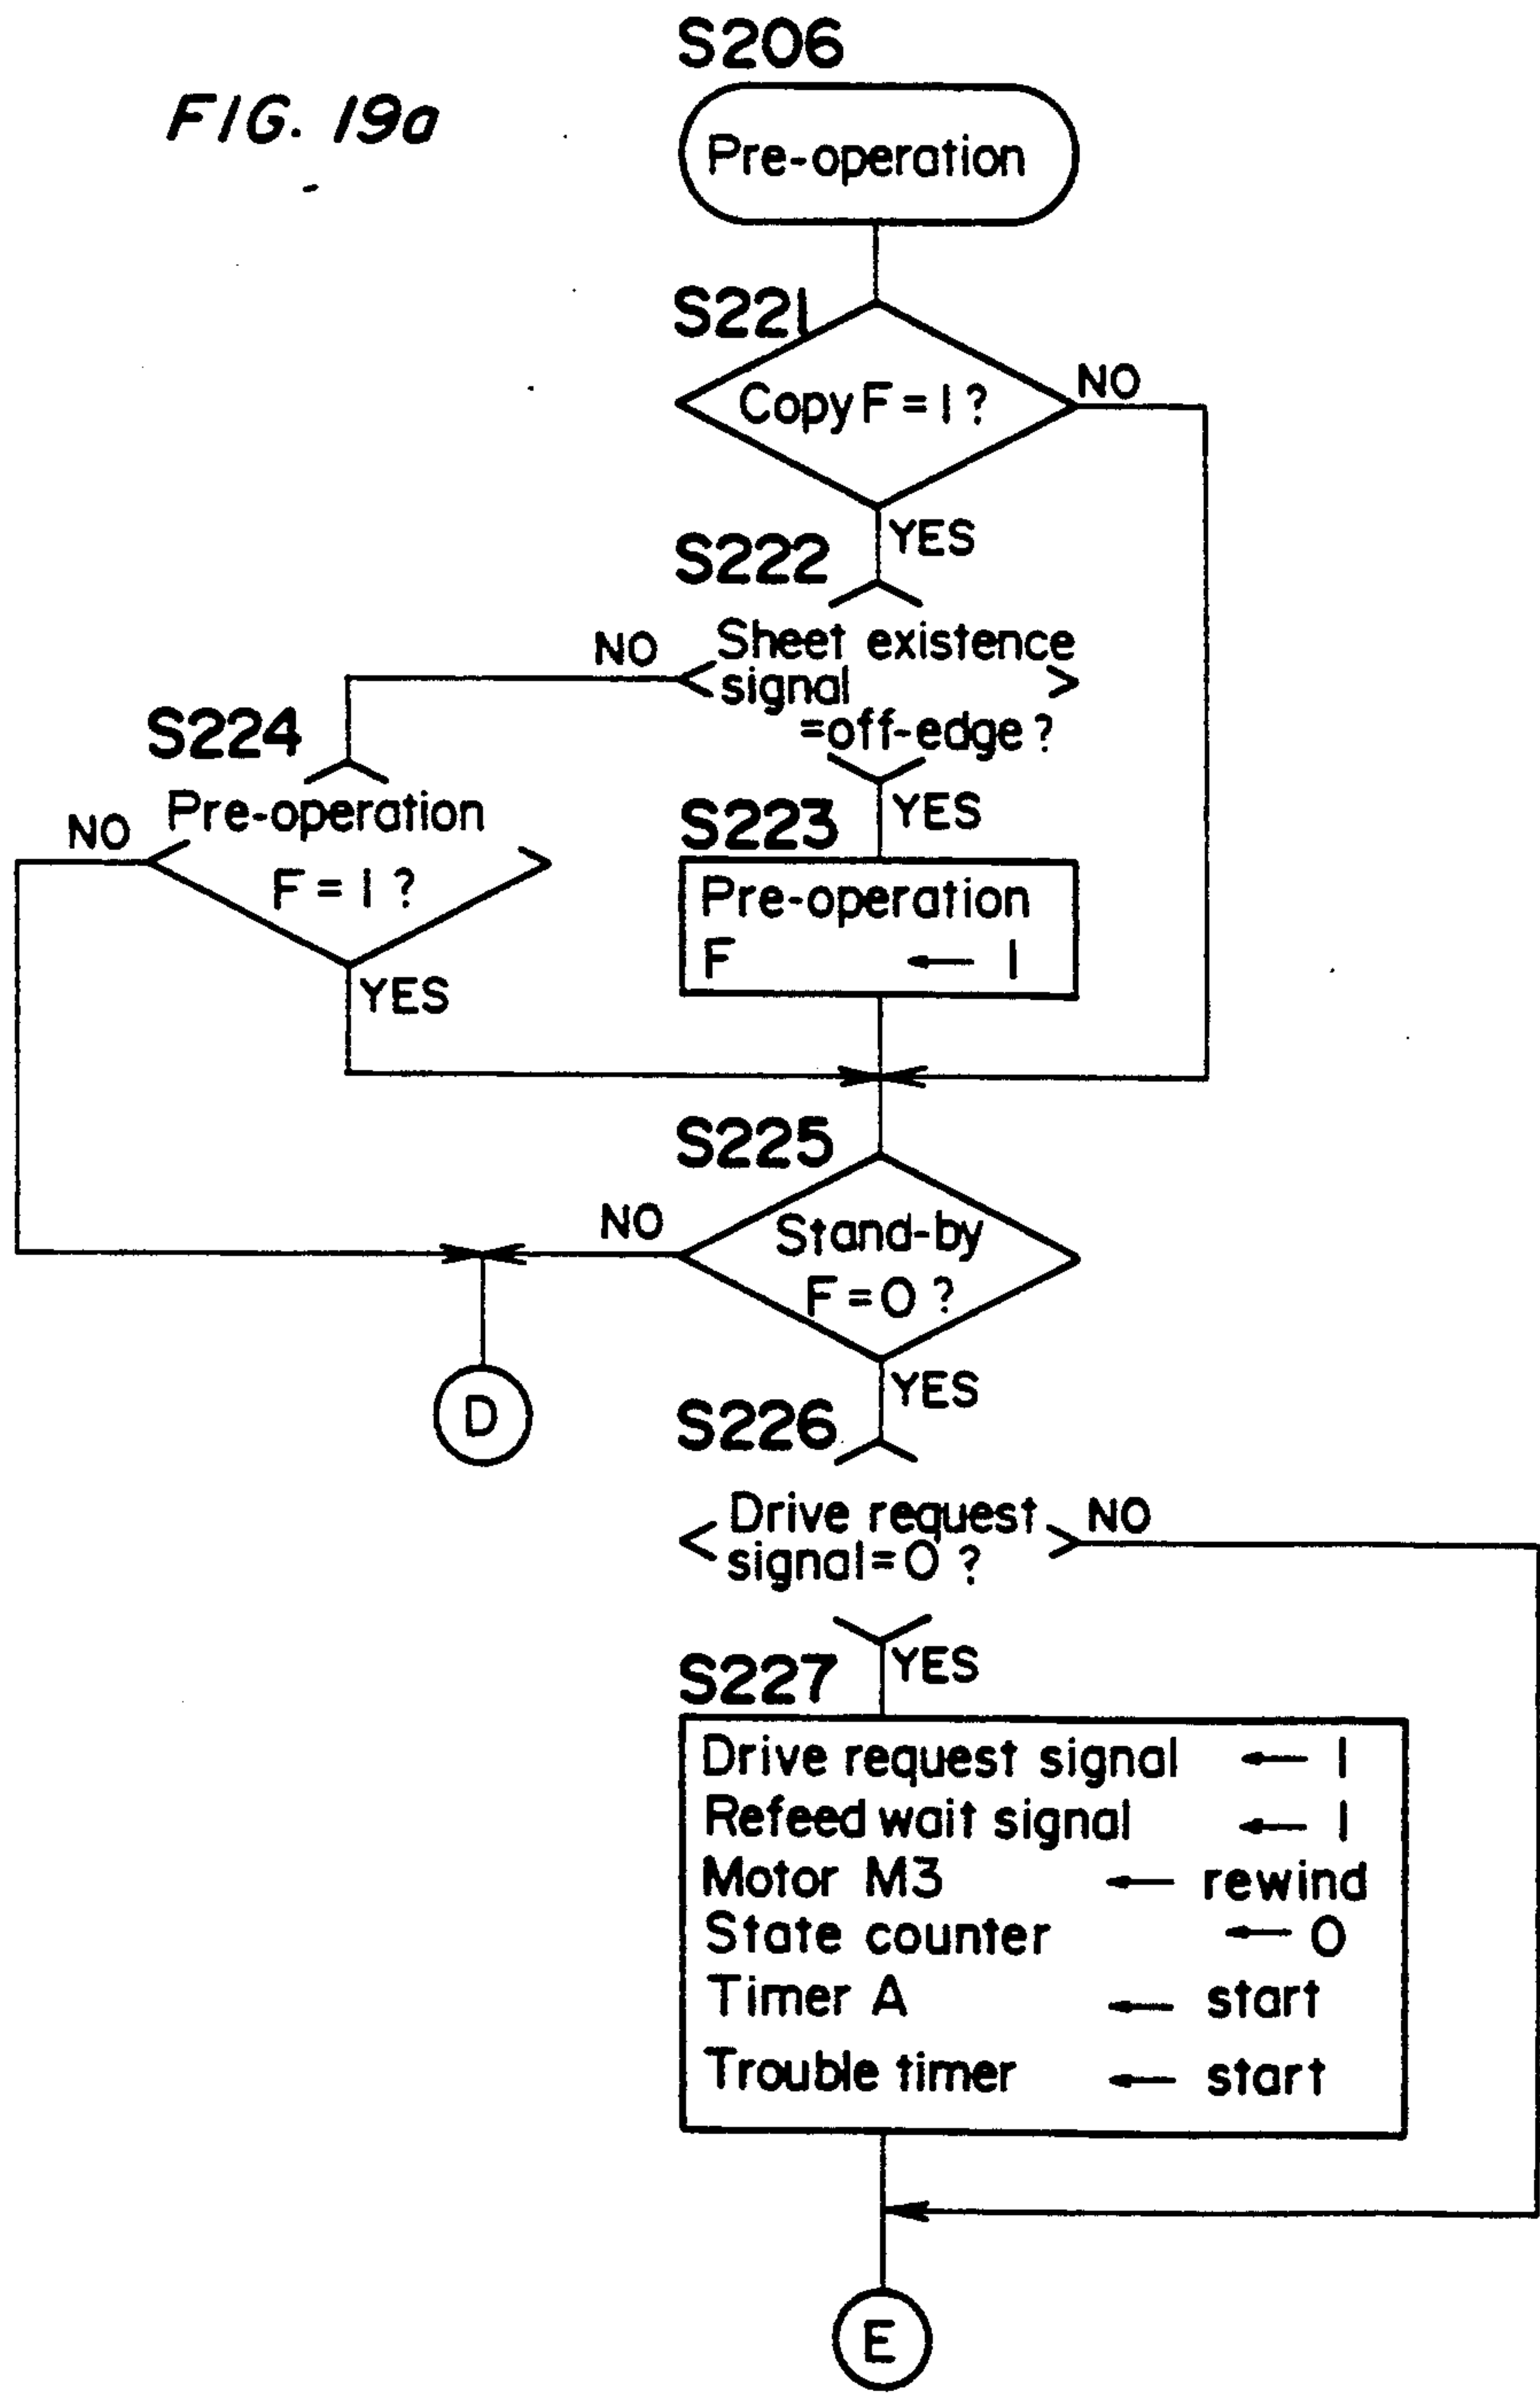 FIG. 19a
S206
Pre-operation
S221
Copy F = 1 ?
NO
YES
S222
Sheet existence
signal
=off-edge ?
NO
YES
S224
Pre-operation
F = 1 ?
NO
YES
S223
Pre-operation
F ← 1
S225
Stand-by
F = 0 ?
NO
YES
D
S226
Drive request
signal = 0 ?
NO
YES
S227
Drive request signal ← 1
Refeed wait signal ← 1
Motor M3 ← rewind
State counter ← 0
Timer A ← start
Trouble timer ← start
E